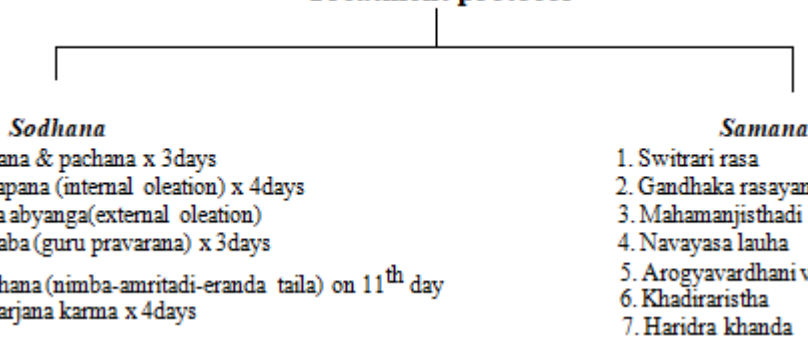 Treatment protocol
Sodhana
ana & pachana x 3days
apana (internal oleation) x 4days
a abyanga(external oleation)
aba (guru pravarana) x 3days
hana (nimba-amritadi-eranda taila) on 11th day
arjana karma x 4days
Samana
1. Switrari rasa
2. Gandhaka rasayan
3. Mahamanjisthadi
4. Navayasa lauha
5. Arogyavardhani v
6. Khadiraristha
7. Haridra khanda